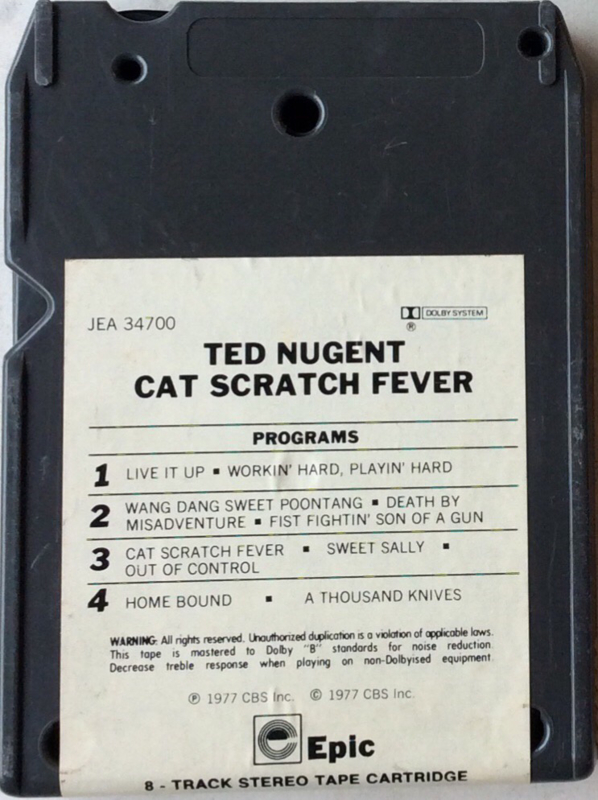 JEA 34700
DOLBY SYSTEM
®
TED NUGENT
CAT SCRATCH FEVER
PROGRAMS
1 LIVE IT UP ▪ WORKIN' HARD, PLAYIN' HARD
2 WANG DANG SWEET POONTANG ▪ DEATH BY
MISADVENTURE ▪ FIST FIGHTIN' SON OF A GUN
3 CAT SCRATCH FEVER ▪ SWEET SALLY ▪
OUT OF CONTROL
4 HOME BOUND ▪ A THOUSAND KNIVES
WARNING: All rights reserved. Unauthorized duplication is a violation of applicable laws.
This tape is mastered to Dolby "B" standards for noise reduction.
Decrease treble response when playing on non-Dolbyised equipment.
℗ 1977 CBS Inc. © 1977 CBS Inc.
Epic
8 - TRACK STEREO TAPE CARTRIDGE